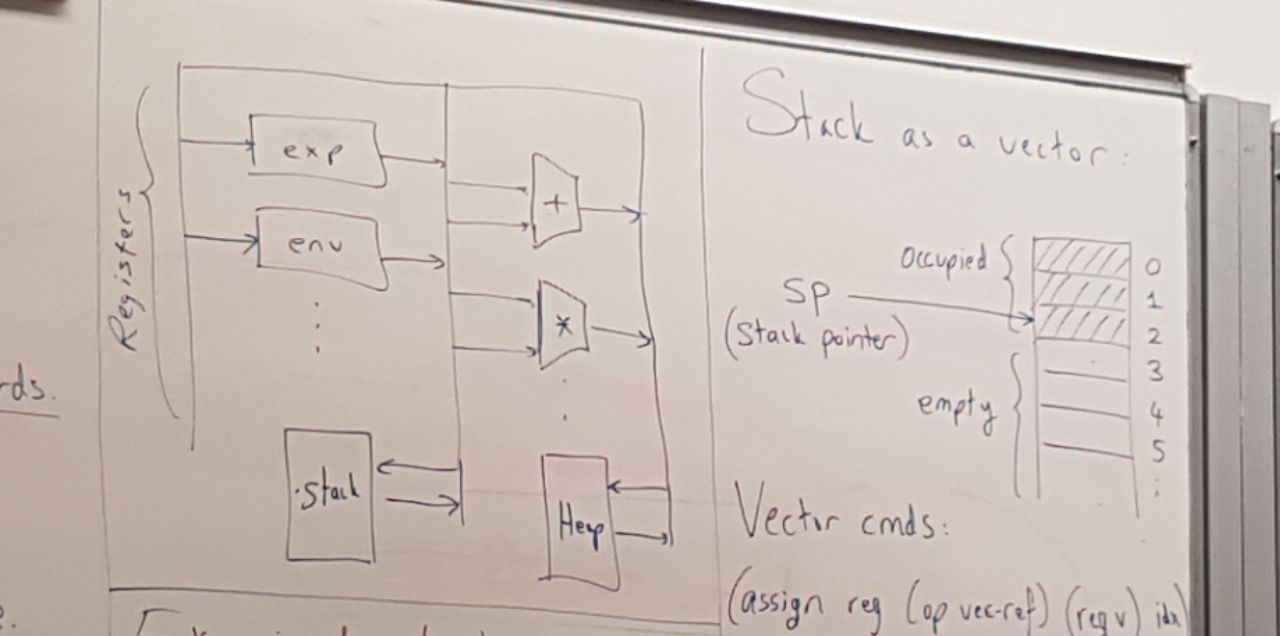 rds.
Registers
exp
env
+
*
Stack
Heap
Stack as a vector:
occupied
SP
(Stack pointer)
empty
0
1
2
3
4
5
Vector cmds:
(assign reg (op vec-ref) (reg v) idx)